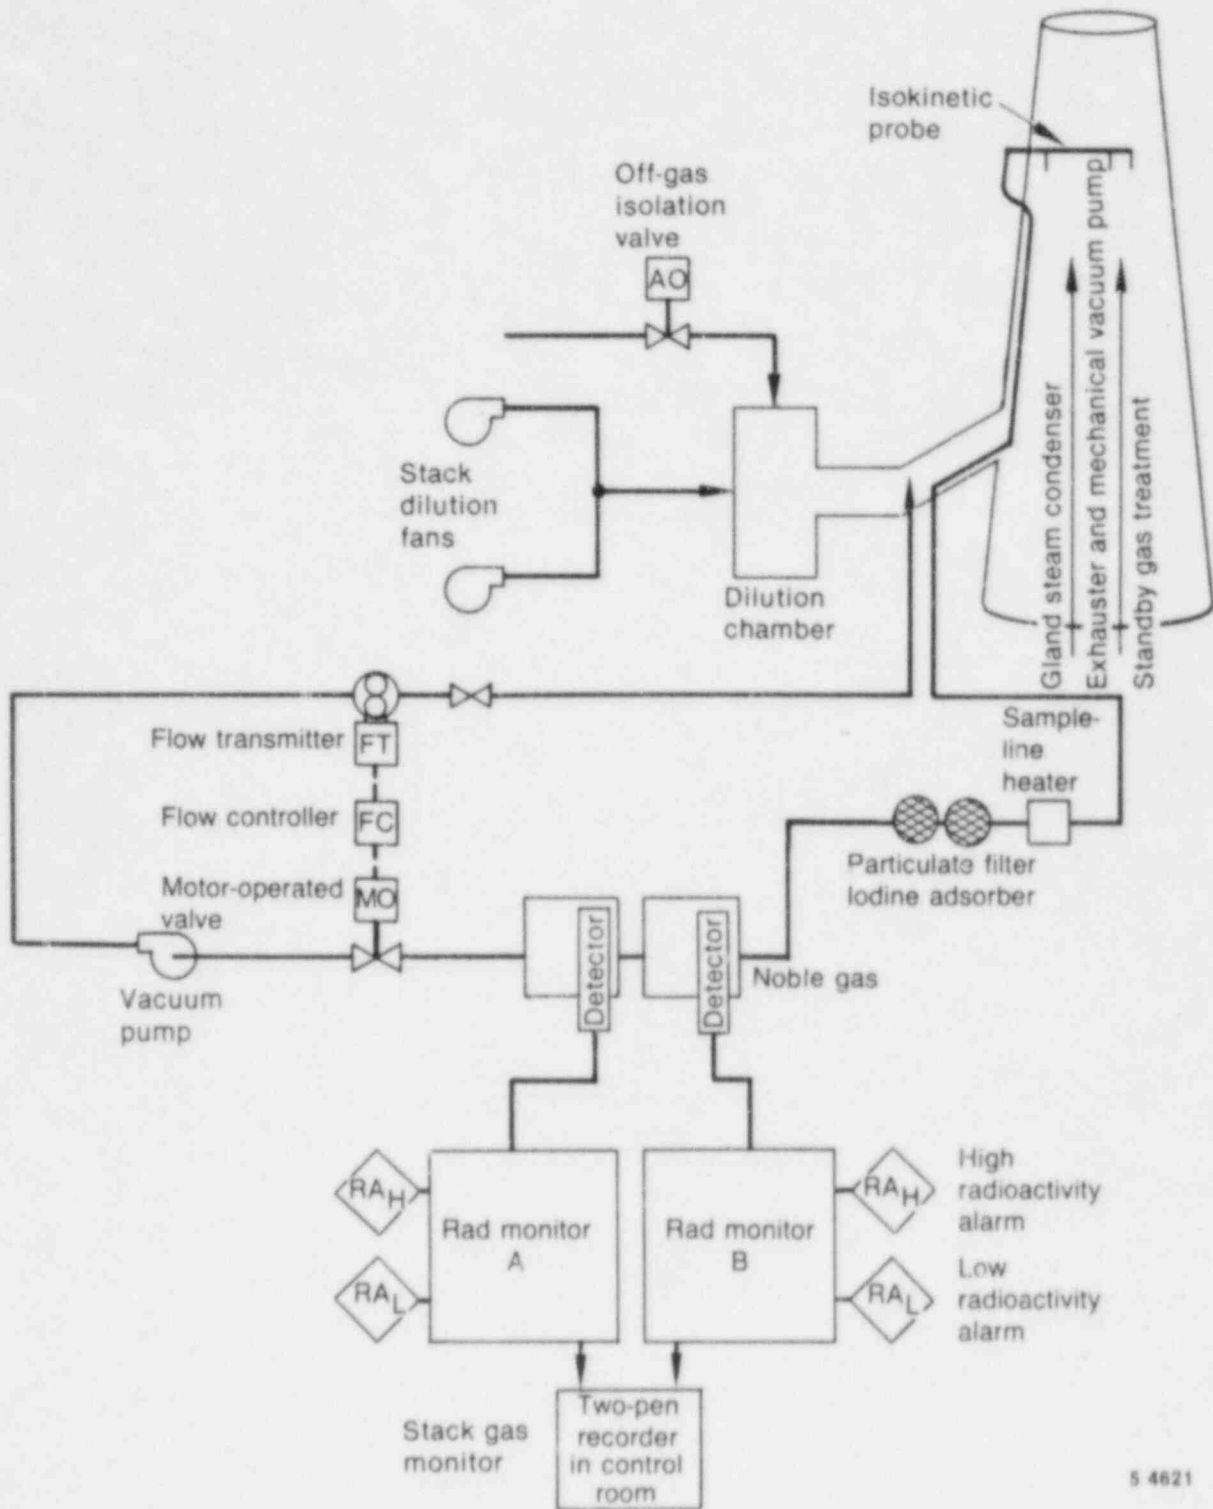 Isokinetic
probe
Off-gas
isolation
valve
AO
Stack
dilution
fans
Dilution
chamber
Gland steam condenser
Exhauster and mechanical vacuum pump
Standby gas treatment
Flow transmitter
FT
Flow controller
FC
Motor-operated
valve
MO
Vacuum
pump
Sample-
line
heater
Particulate filter
Iodine adsorber
Detector
Detector
Noble gas
RAH
RAL
Rad monitor
A
Rad monitor
B
RAH
RAL
High
radioactivity
alarm
Low
radioactivity
alarm
Stack gas
monitor
Two-pen
recorder
in control
room
5 4621